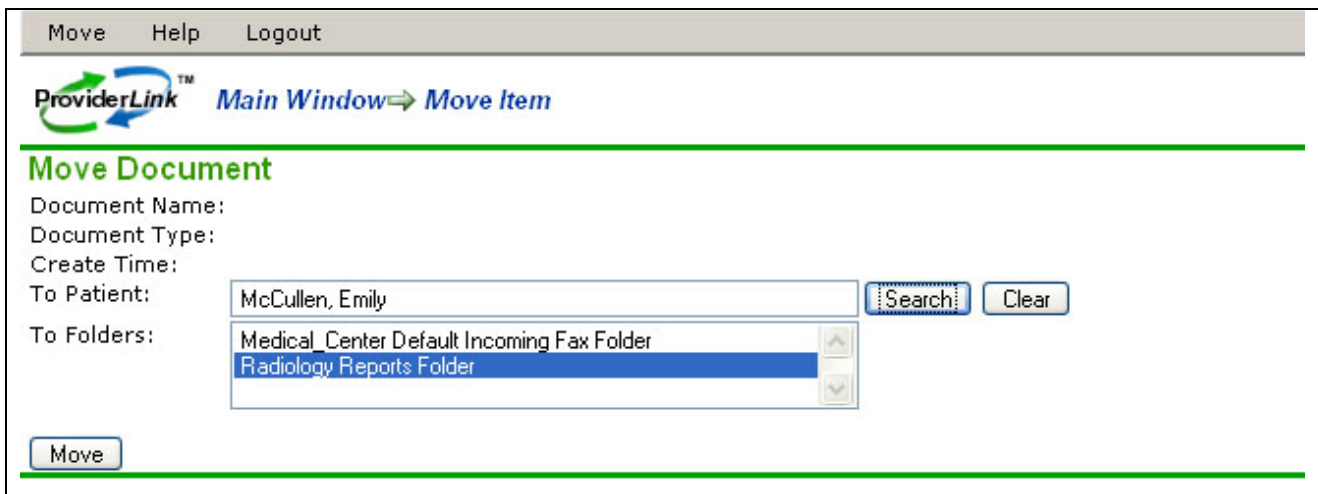 Move Help Logout
ProviderLink™ Main Window⇒ Move Item
Move Document
Document Name:
Document Type:
Create Time:
To Patient: McCullen, Emily Search Clear
To Folders: Medical_Center Default Incoming Fax Folder
Radiology Reports Folder
Move